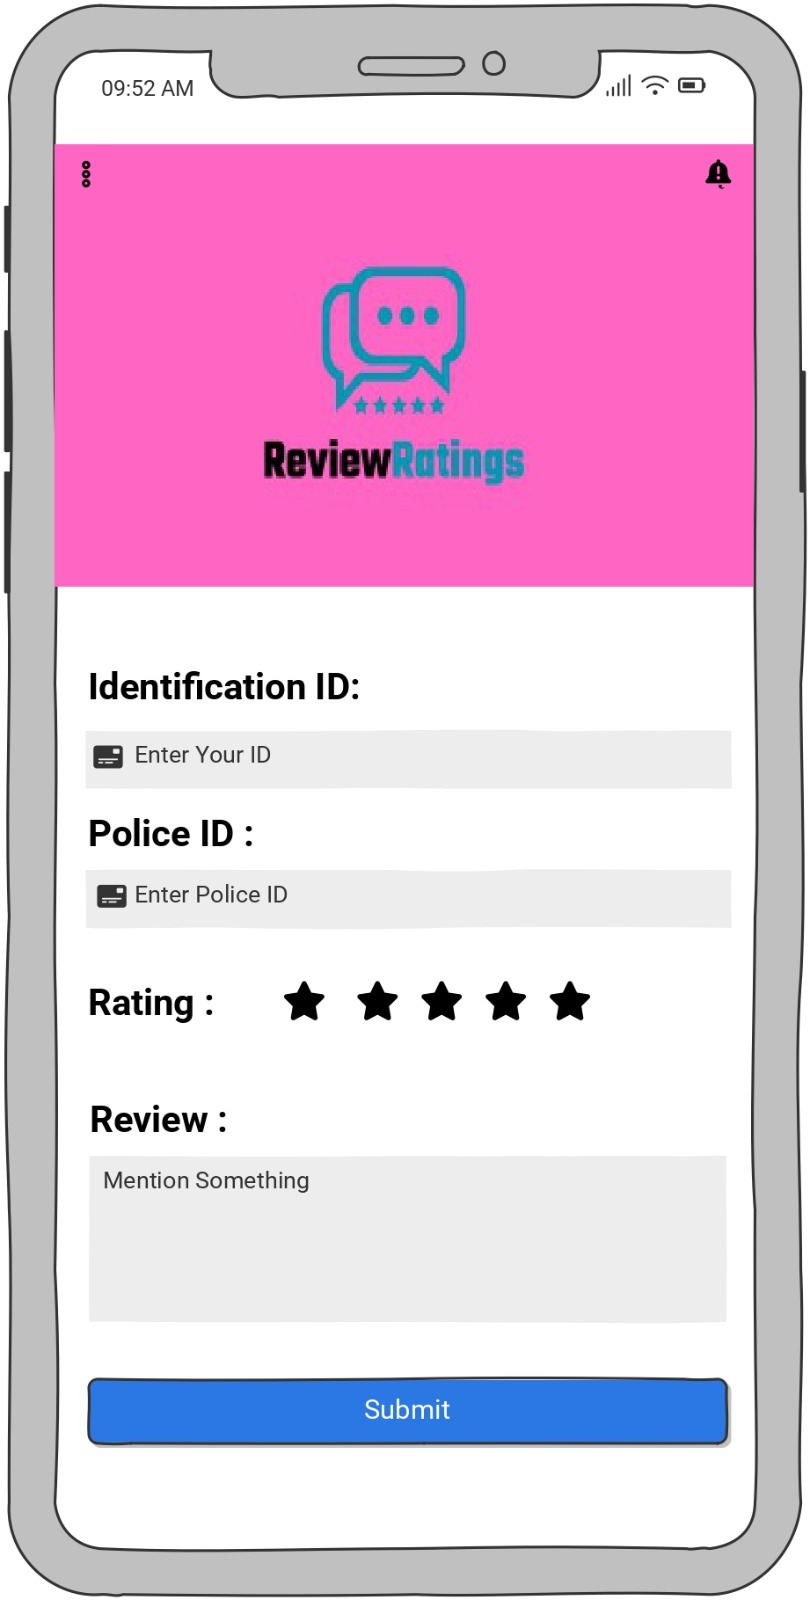 09:52 AM
ReviewRatings
Identification ID:
Enter Your ID
Police ID :
Enter Police ID
Rating :
Review :
Mention Something
Submit